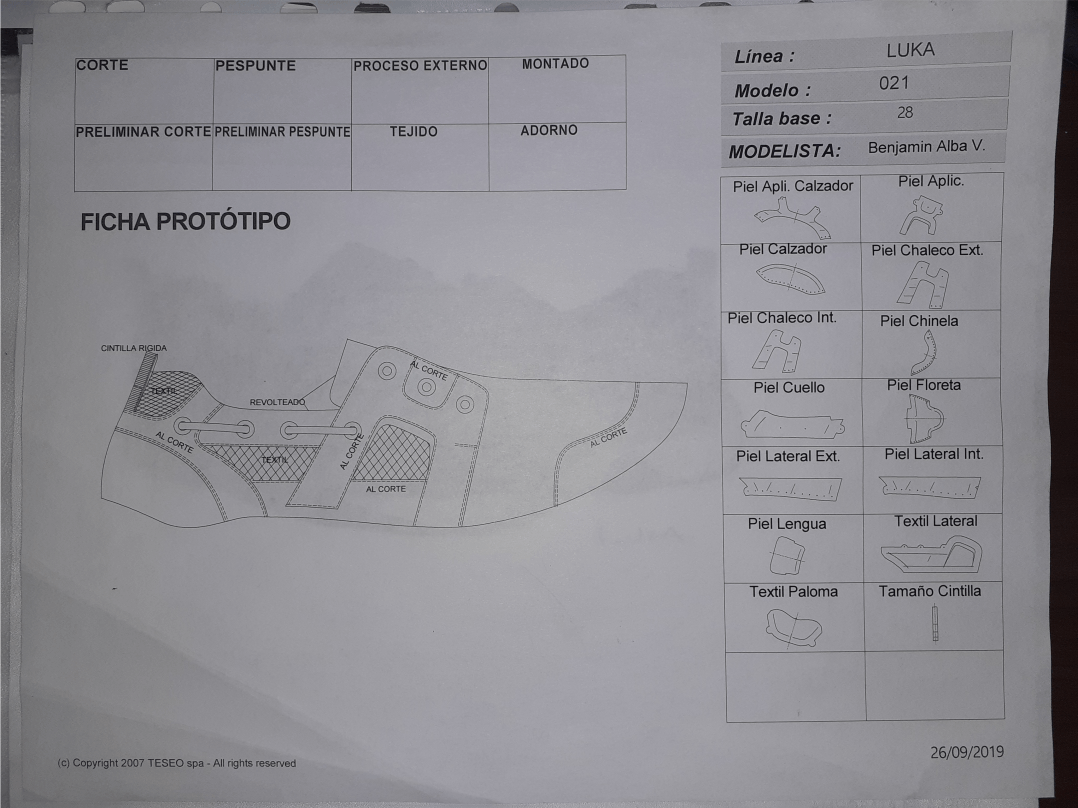 CORTE PESPUNTE PROCESO EXTERNO MONTADO
PRELIMINAR CORTE PRELIMINAR PESPUNTE TEJIDO ADORNO
FICHA PROTÓTIPO
Línea : LUKA
Modelo : 021
Talla base : 28
MODELISTA: Benjamin Alba V.
Piel Apli. Calzador Piel Aplic.
Piel Calzador Piel Chaleco Ext.
Piel Chaleco Int. Piel Chinela
Piel Cuello Piel Floreta
Piel Lateral Ext. Piel Lateral Int.
Piel Lengua Textil Lateral
Textil Paloma Tamaño Cintilla
CINTILLA RIGIDA
TEXTIL
REVOLTEADO
AL CORTE
AL CORTE
TEXTIL
AL CORTE
AL CORTE
AL CORTE
(c) Copyright 2007 TESEO spa - All rights reserved
26/09/2019